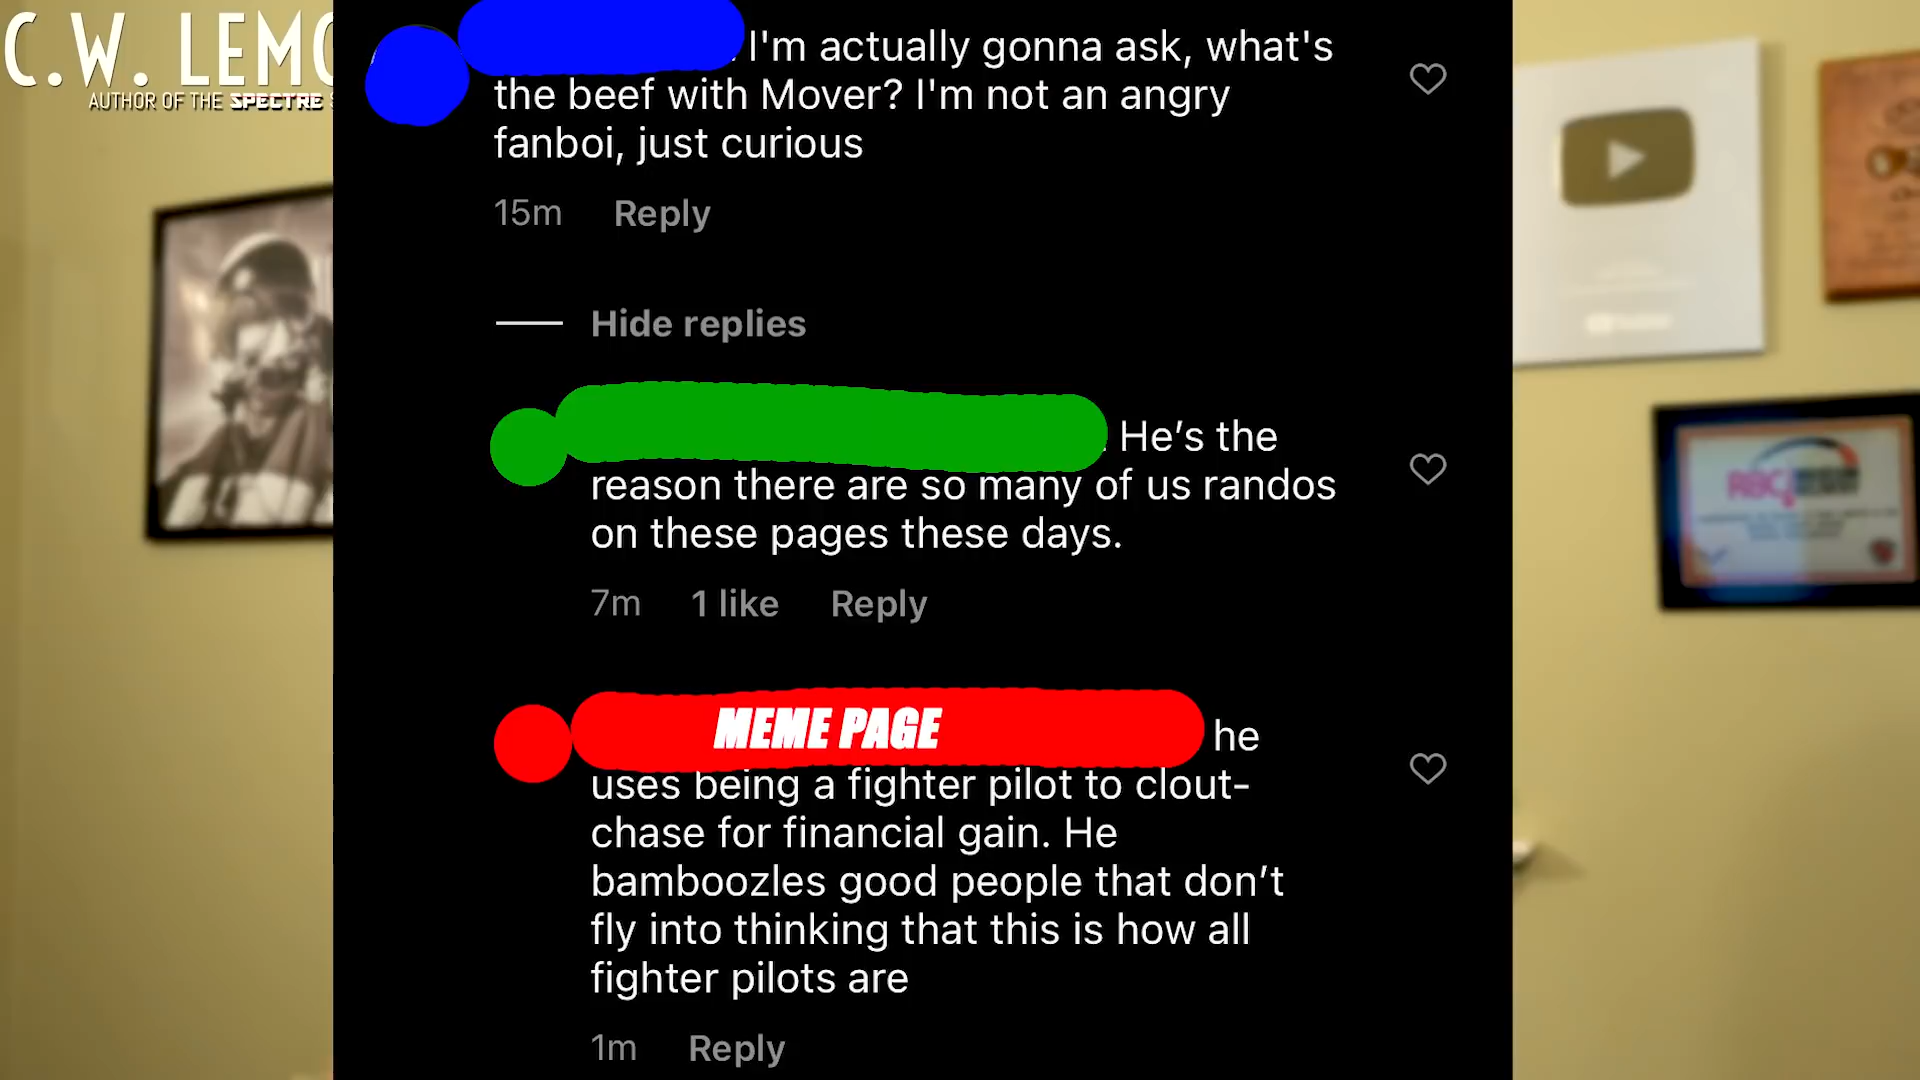 C.W. LEMO
AUTHOR OF THE SPECTRE
I'm actually gonna ask, what's
the beef with Mover? I'm not an angry
fanboi, just curious
15m Reply
Hide replies
He’s the
reason there are so many of us randos
on these pages these days.
7m 1 like Reply
MEME PAGE he
uses being a fighter pilot to clout-
chase for financial gain. He
bamboozles good people that don’t
fly into thinking that this is how all
fighter pilots are
1m Reply